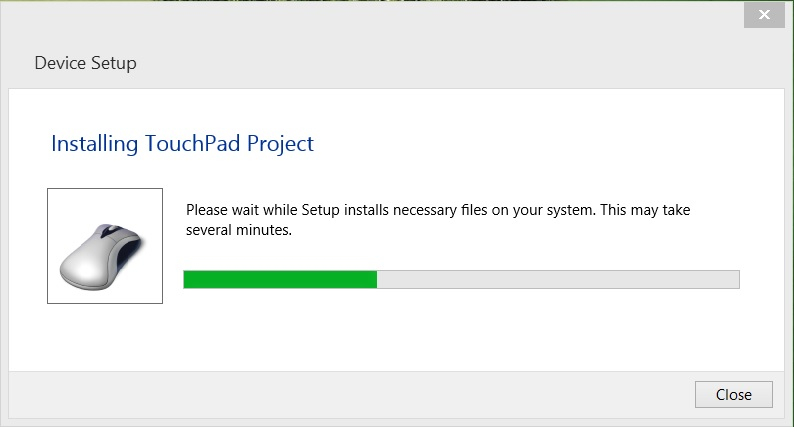 Device Setup
Installing TouchPad Project
Please wait while Setup installs necessary files on your system. This may take
several minutes.
Close